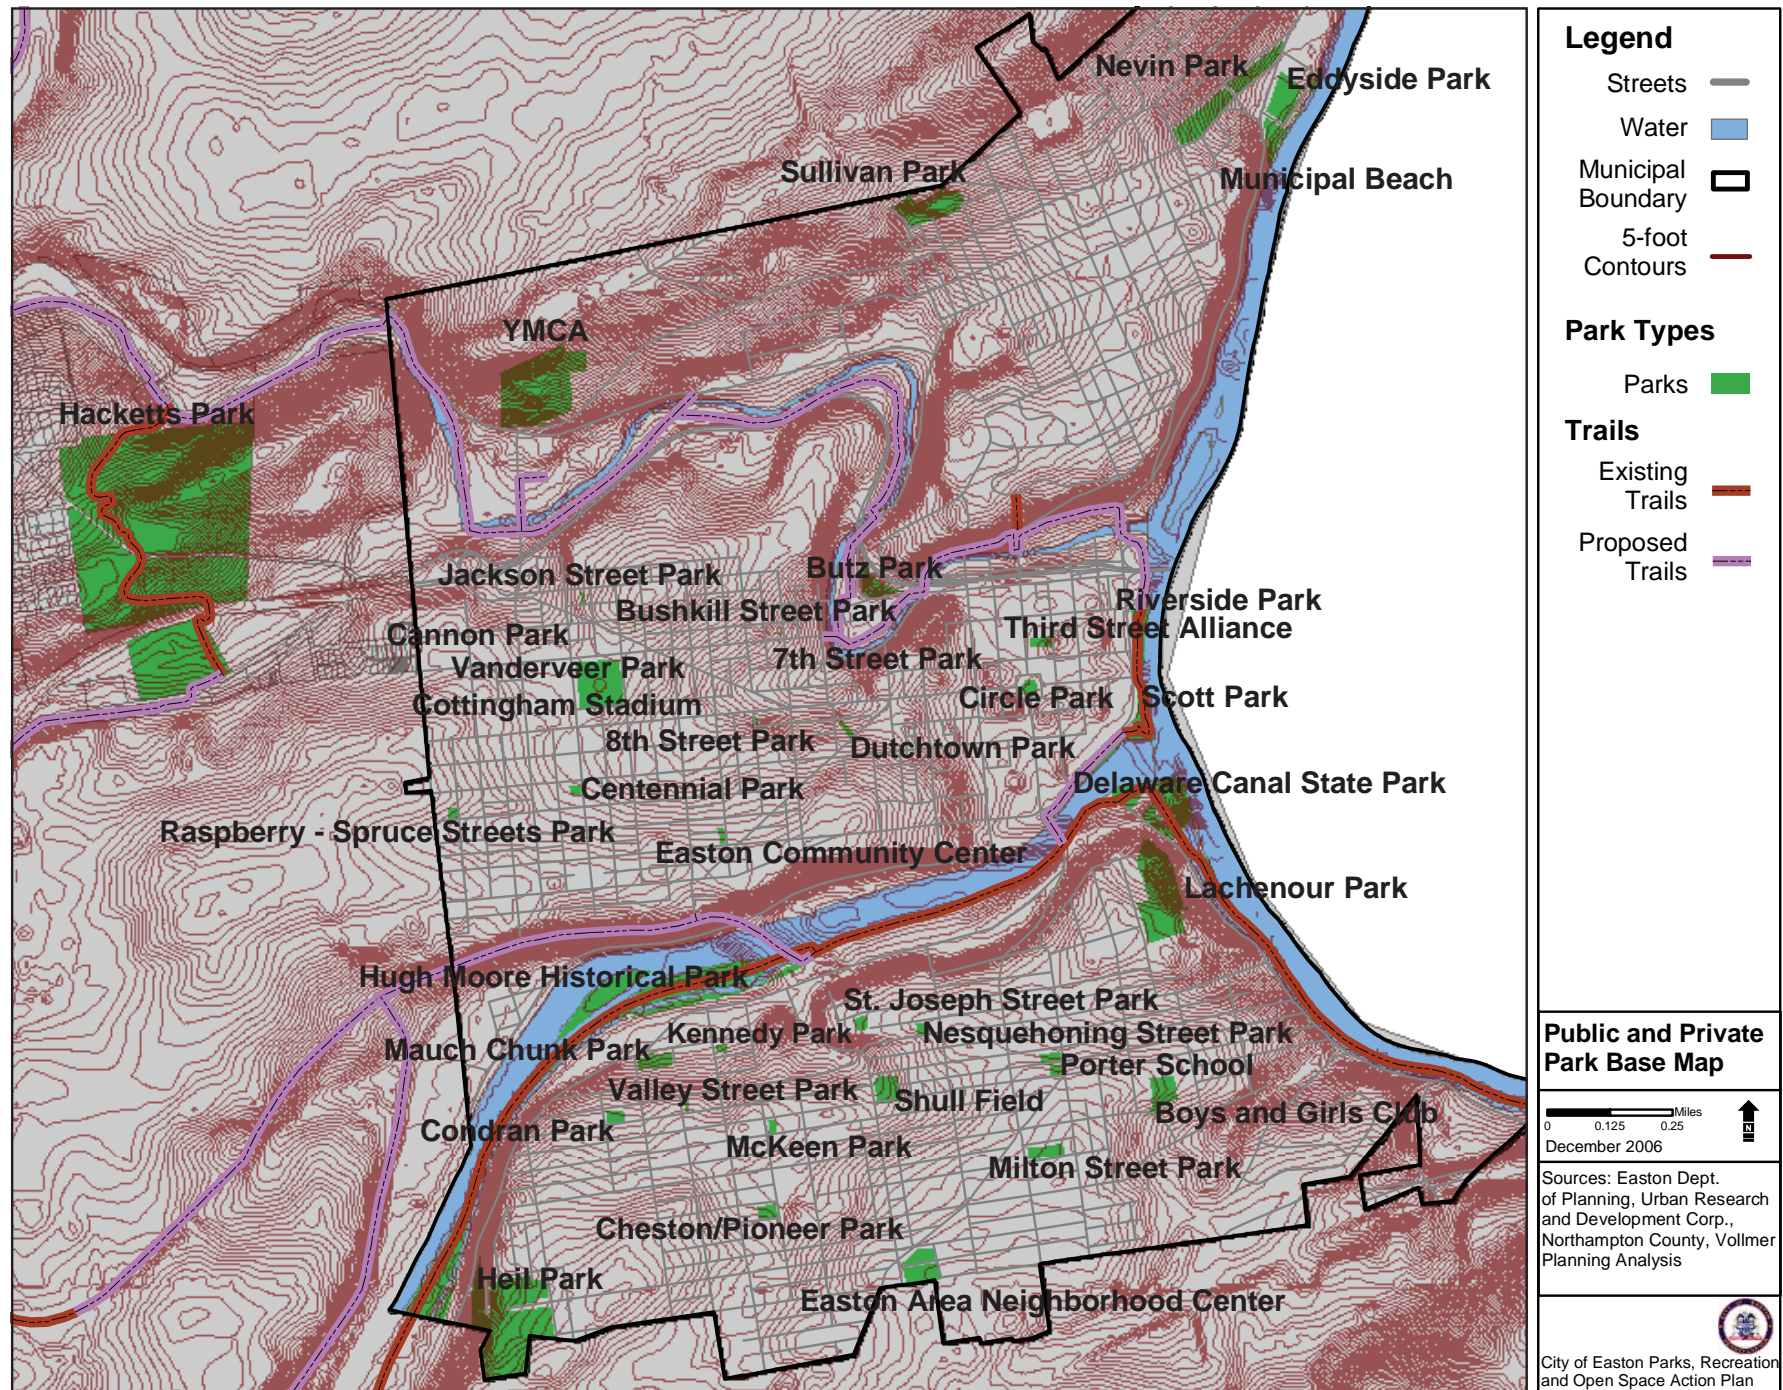 Nevin Park
Eddyside Park
Sullivan Park
Municipal Beach
YMCA
Hacketts Park
Jackson Street Park
Butz Park
Bushkill Street Park
Riverside Park
Cannon Park
Third Street Alliance
Vanderveer Park
7th Street Park
Cottingham Stadium
Circle Park
Scott Park
8th Street Park
Dutchtown Park
Centennial Park
Delaware Canal State Park
Raspberry - Spruce Streets Park
Easton Community Center
Lachenour Park
Hugh Moore Historical Park
St. Joseph Street Park
Kennedy Park
Nesquehoning Street Park
Mauch Chunk Park
Porter School
Valley Street Park
Shull Field
Boys and Girls Club
Condran Park
McKeen Park
Milton Street Park
Cheston/Pioneer Park
Heil Park
Easton Area Neighborhood Center
Legend
Streets
Water
Municipal
Boundary
5-foot
Contours
Park Types
Parks
Trails
Existing
Trails
Proposed
Trails
Public and Private
Park Base Map
Miles
0 0.125 0.25
N
December 2006
Sources: Easton Dept.
of Planning, Urban Research
and Development Corp.,
Northampton County, Vollmer
Planning Analysis
City of Easton Parks, Recreation
and Open Space Action Plan